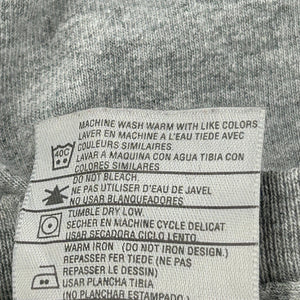 MACHINE WASH WARM WITH LIKE COLORS
LAVER EN MACHINE A L'EAU TIEDE AVEC
COULEURS SIMILAIRES
40C
LAVAR A MAQUINA CON AGUA TIBIA CON
COLORES SIMILARES
DO NOT BLEACH.
NE PAS UTILISER D'EAU DE JAVEL
NO USAR BLANQUEADORES
TUMBLE DRY LOW.
SECHER EN MACHINE CYCLE DELICAT
USAR SECADORA CICLO LENTO.
WARM IRON (DO NOT IRON DESIGN.)
REPASSER FER TIEDE (NE PAS
REPASSER LE DESSIN)
USAR PLANCHA TIBIA
(NO PLANCHAR ESTAMPADO.)